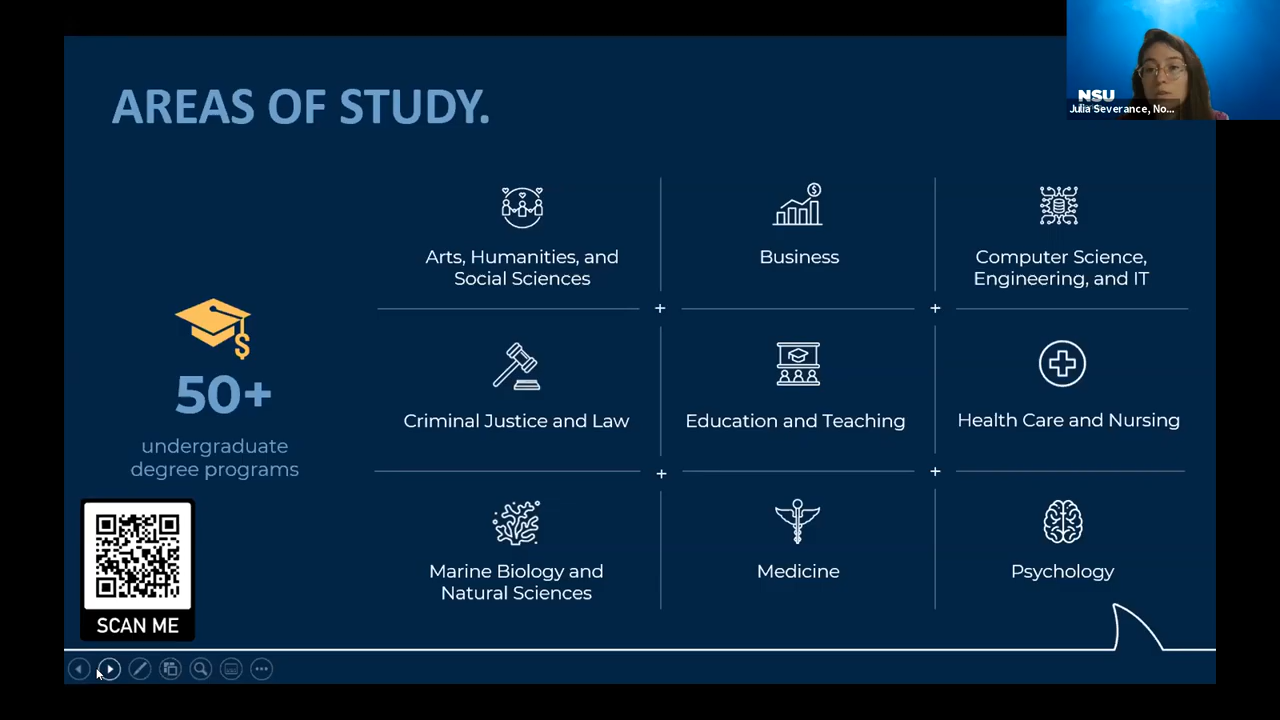 AREAS OF STUDY.
NSU
Julia Severance, No...
Arts, Humanities, and
Social Sciences
Business
Computer Science,
Engineering, and IT
50+
undergraduate
degree programs
Criminal Justice and Law
Education and Teaching
Health Care and Nursing
Marine Biology and
Natural Sciences
Medicine
Psychology
SCAN ME